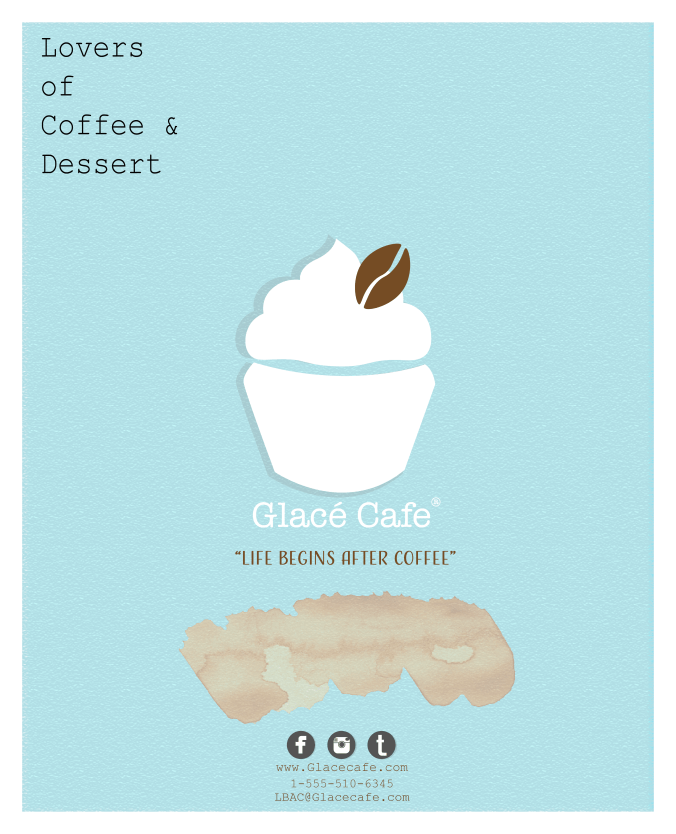 Lovers
of
Coffee &
Dessert
Glacé Cafe®
“LIFE BEGINS AFTER COFFEE”
f t
www.Glacecafe.com
1-555-510-6345
LBAC@Glacecafe.com